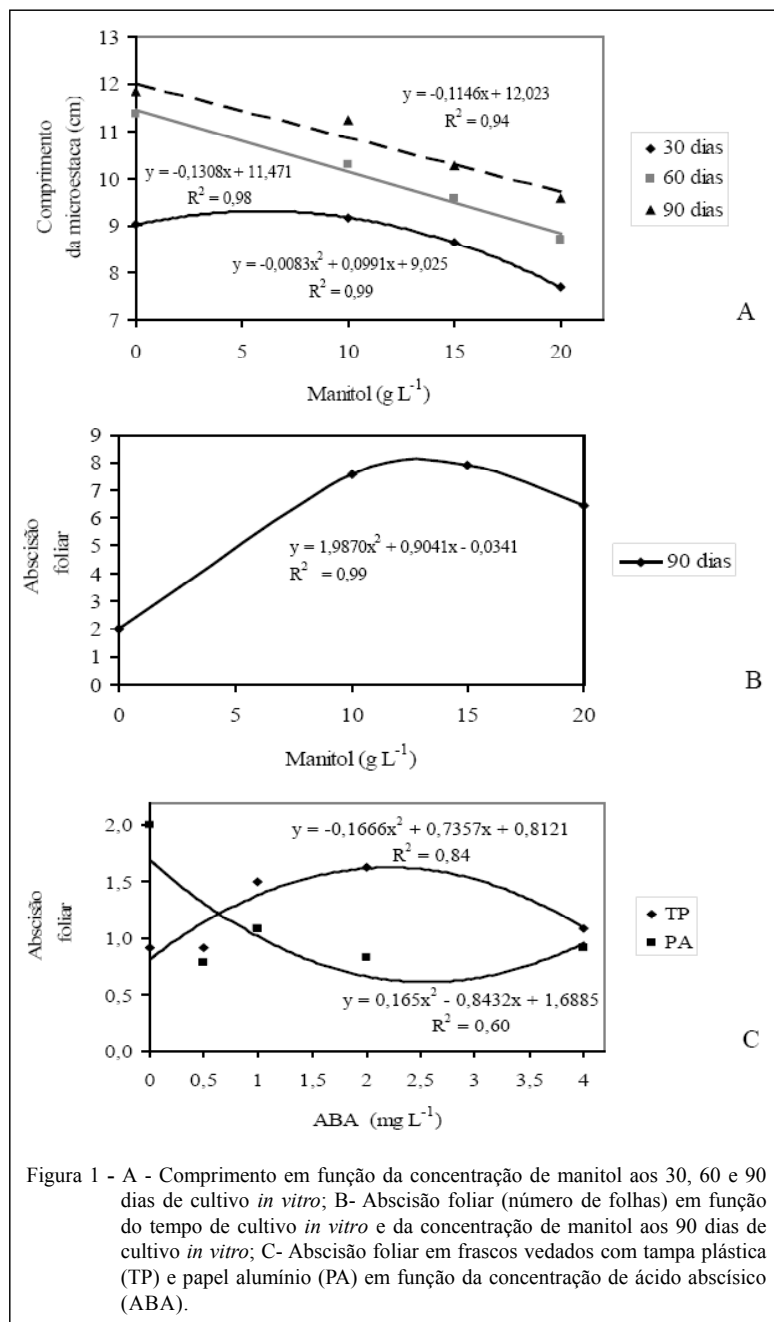 13
12
11
10
9
8
7
Comprimento
da microestaca (cm)
y = -0,1146x + 12,023
R² = 0,94
y = -0,1308x + 11,471
R² = 0,98
y = -0,0083x² + 0,0991x + 9,025
R² = 0,99
30 dias
60 dias
90 dias
0 5 10 15 20
Manitol (g L⁻¹)
A
9
8
7
6
5
4
3
2
1
0
Abscisão
foliar
y = 1,9870x² + 0,9041x - 0,0341
R² = 0,99
90 dias
0 5 10 15 20
Manitol (g L⁻¹)
B
2,0
1,5
1,0
0,5
0,0
Abscisão
foliar
y = -0,1666x² + 0,7357x + 0,8121
R² = 0,84
y = 0,165x² - 0,8432x + 1,6885
R² = 0,60
TP
PA
0 0,5 1 1,5 2 2,5 3 3,5 4
ABA (mg L⁻¹)
C
Figura 1 - A - Comprimento em função da concentração de manitol aos 30, 60 e 90
dias de cultivo in vitro; B- Abscisão foliar (número de folhas) em função
do tempo de cultivo in vitro e da concentração de manitol aos 90 dias de
cultivo in vitro; C- Abscisão foliar em frascos vedados com tampa plástica
(TP) e papel alumínio (PA) em função da concentração de ácido abscísico
(ABA).